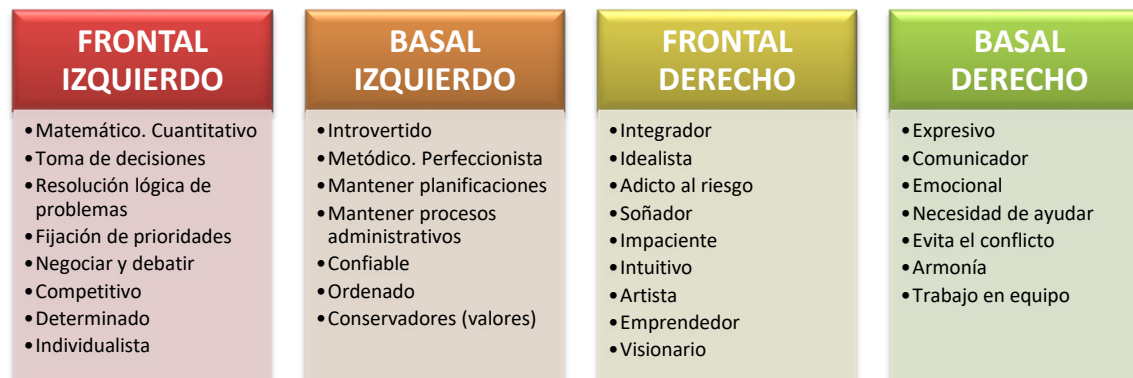 FRONTAL
IZQUIERDO
•Matemático. Cuantitativo
•Toma de decisiones
•Resolución lógica de
problemas
•Fijación de prioridades
•Negociar y debatir
•Competitivo
•Determinado
•Individualista
BASAL
IZQUIERDO
•Introvertido
•Metódico. Perfeccionista
•Mantener planificaciones
•Mantener procesos
administrativos
•Confiable
•Ordenado
•Conservadores (valores)
FRONTAL
DERECHO
•Integrador
•Idealista
•Adicto al riesgo
•Soñador
•Impaciente
•Intuitivo
•Artista
•Emprendedor
•Visionario
BASAL
DERECHO
•Expresivo
•Comunicador
•Emocional
•Necesidad de ayudar
•Evita el conflicto
•Armonía
•Trabajo en equipo